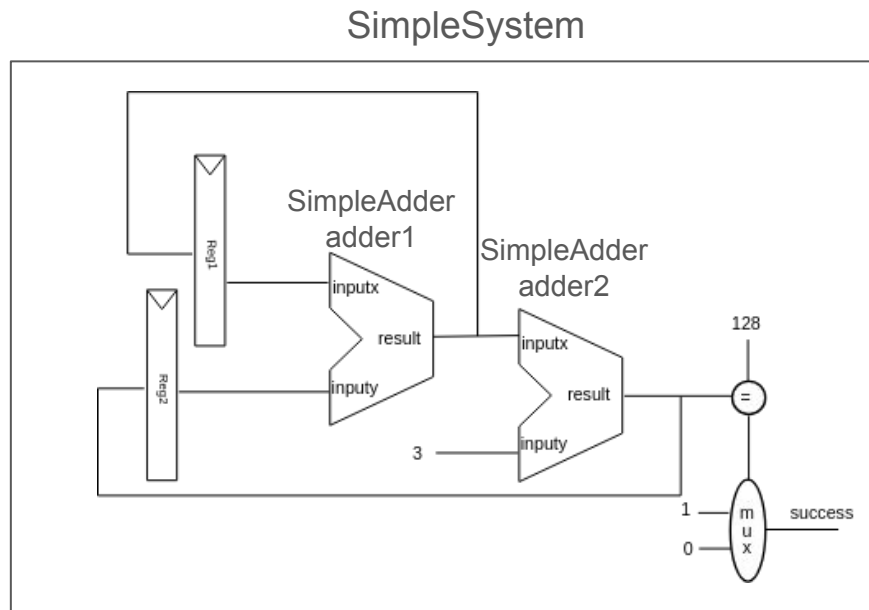 SimpleSystem
SimpleAdder
adder1
Reg1
inputx
result
inputy
Reg2
SimpleAdder
adder2
inputx
result
inputy
3
128
=
1
0
m
u
x
success